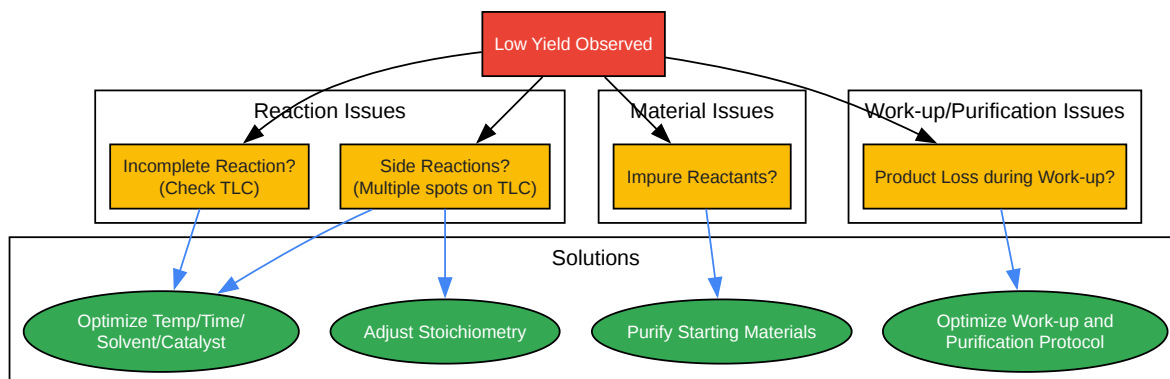 Low Yield Observed
Reaction Issues
Material Issues
Work-up/Purification Issues
Incomplete Reaction?
(Check TLC)
Side Reactions?
(Multiple spots on TLC)
Impure Reactants?
Product Loss during Work-up?
Solutions
Optimize Temp/Time/
Solvent/Catalyst
Adjust Stoichiometry
Purify Starting Materials
Optimize Work-up and
Purification Protocol